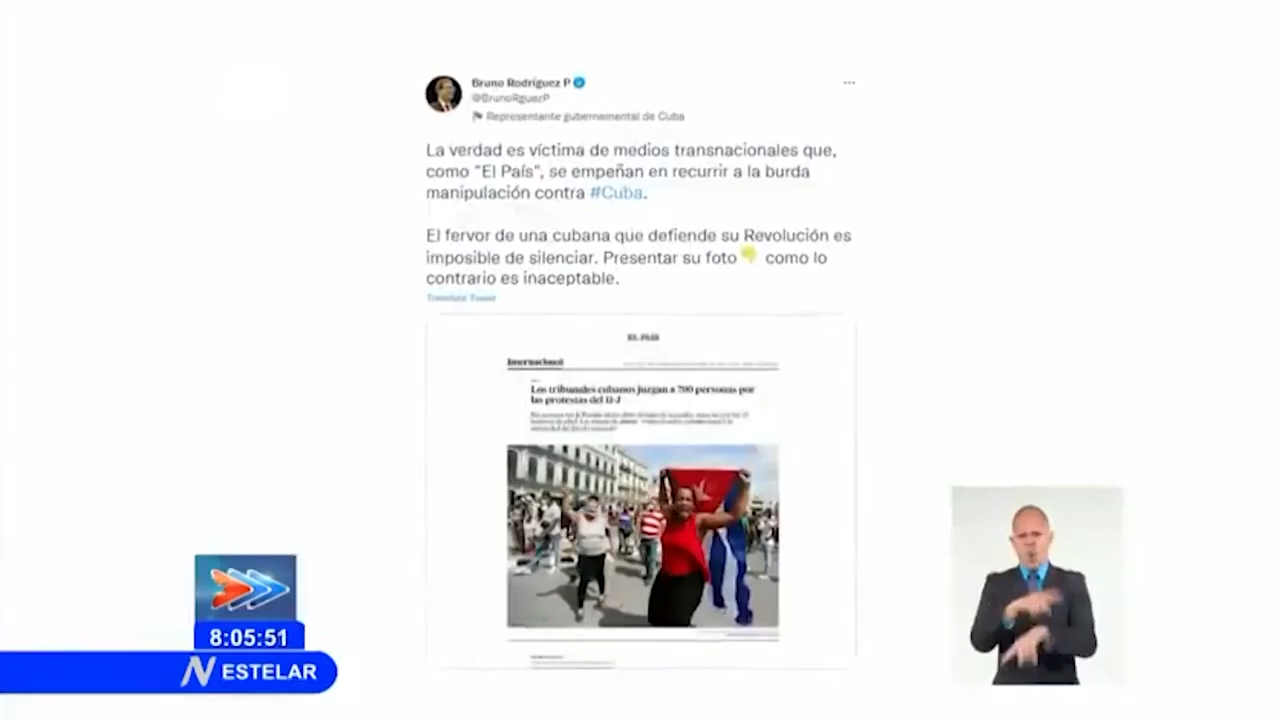 Bruno Rodríguez P
@BrunoRguezP
Representante gubernamental de Cuba
La verdad es víctima de medios transnacionales que,
como "El País", se empeñan en recurrir a la burda
manipulación contra #Cuba.
El fervor de una cubana que defiende su Revolución es
imposible de silenciar. Presentar su foto como lo
contrario es inaceptable.
Translate Tweet
EL PAÍS
Internacional
Los tribunales cubanos juzgan a 700 personas por
las protestas del 11-J
8:05:51
N ESTELAR